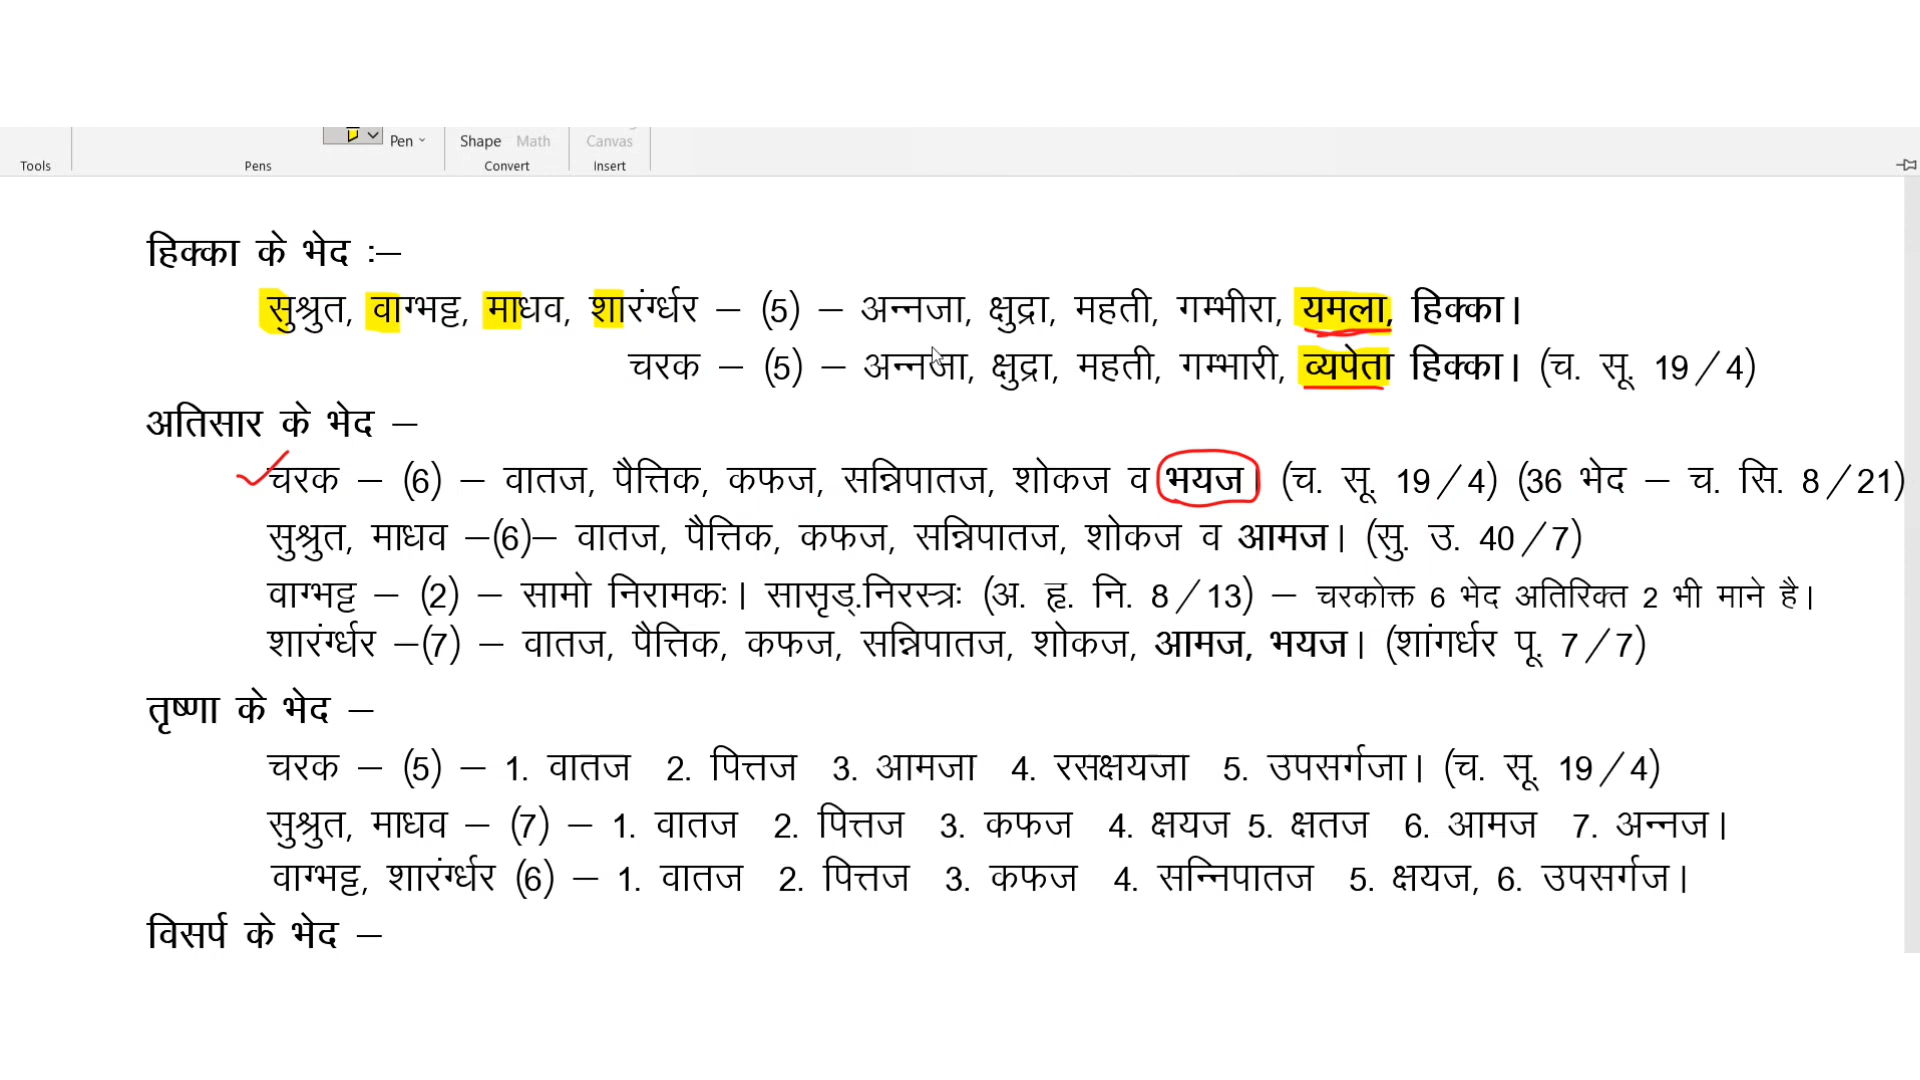 Pen
Shape Math
Canvas
Tools
Pens
Convert
Insert
हिक्का के भेद :–
सुश्रुत, वाग्भट्ट, माधव, शारंर्ग्धर – (5) – अन्नजा, क्षुद्रा, महती, गम्भीरा, यमला, हिक्का।
चरक – (5) – अन्नजा, क्षुद्रा, महती, गम्भारी, व्यपेता हिक्का। (च. सू. 19/4)
अतिसार के भेद –
चरक – (6) – वातज, पैत्तिक, कफज, सन्निपातज, शोकज व भयज। (च. सू. 19/4) (36 भेद – च. सि. 8/21)
सुश्रुत, माधव –(6)– वातज, पैत्तिक, कफज, सन्निपातज, शोकज व आमज। (सु. उ. 40/7)
वाग्भट्ट – (2) – सामो निरामकः। सासृड्.निरस्त्रः (अ. हृ. नि. 8/13) – चरकोक्त 6 भेद अतिरिक्त 2 भी माने है।
शारंर्ग्धर –(7) – वातज, पैत्तिक, कफज, सन्निपातज, शोकज, आमज, भयज। (शांगर्धर पू. 7/7)
तृष्णा के भेद –
चरक – (5) – 1. वातज 2. पित्तज 3. आमजा 4. रसक्षयजा 5. उपसर्गजा। (च. सू. 19/4)
सुश्रुत, माधव – (7) – 1. वातज 2. पित्तज 3. कफज 4. क्षयज 5. क्षतज 6. आमज 7. अन्नज।
वाग्भट्ट, शारंर्ग्धर (6) – 1. वातज 2. पित्तज 3. कफज 4. सन्निपातज 5. क्षयज, 6. उपसर्गज।
विसर्प के भेद –